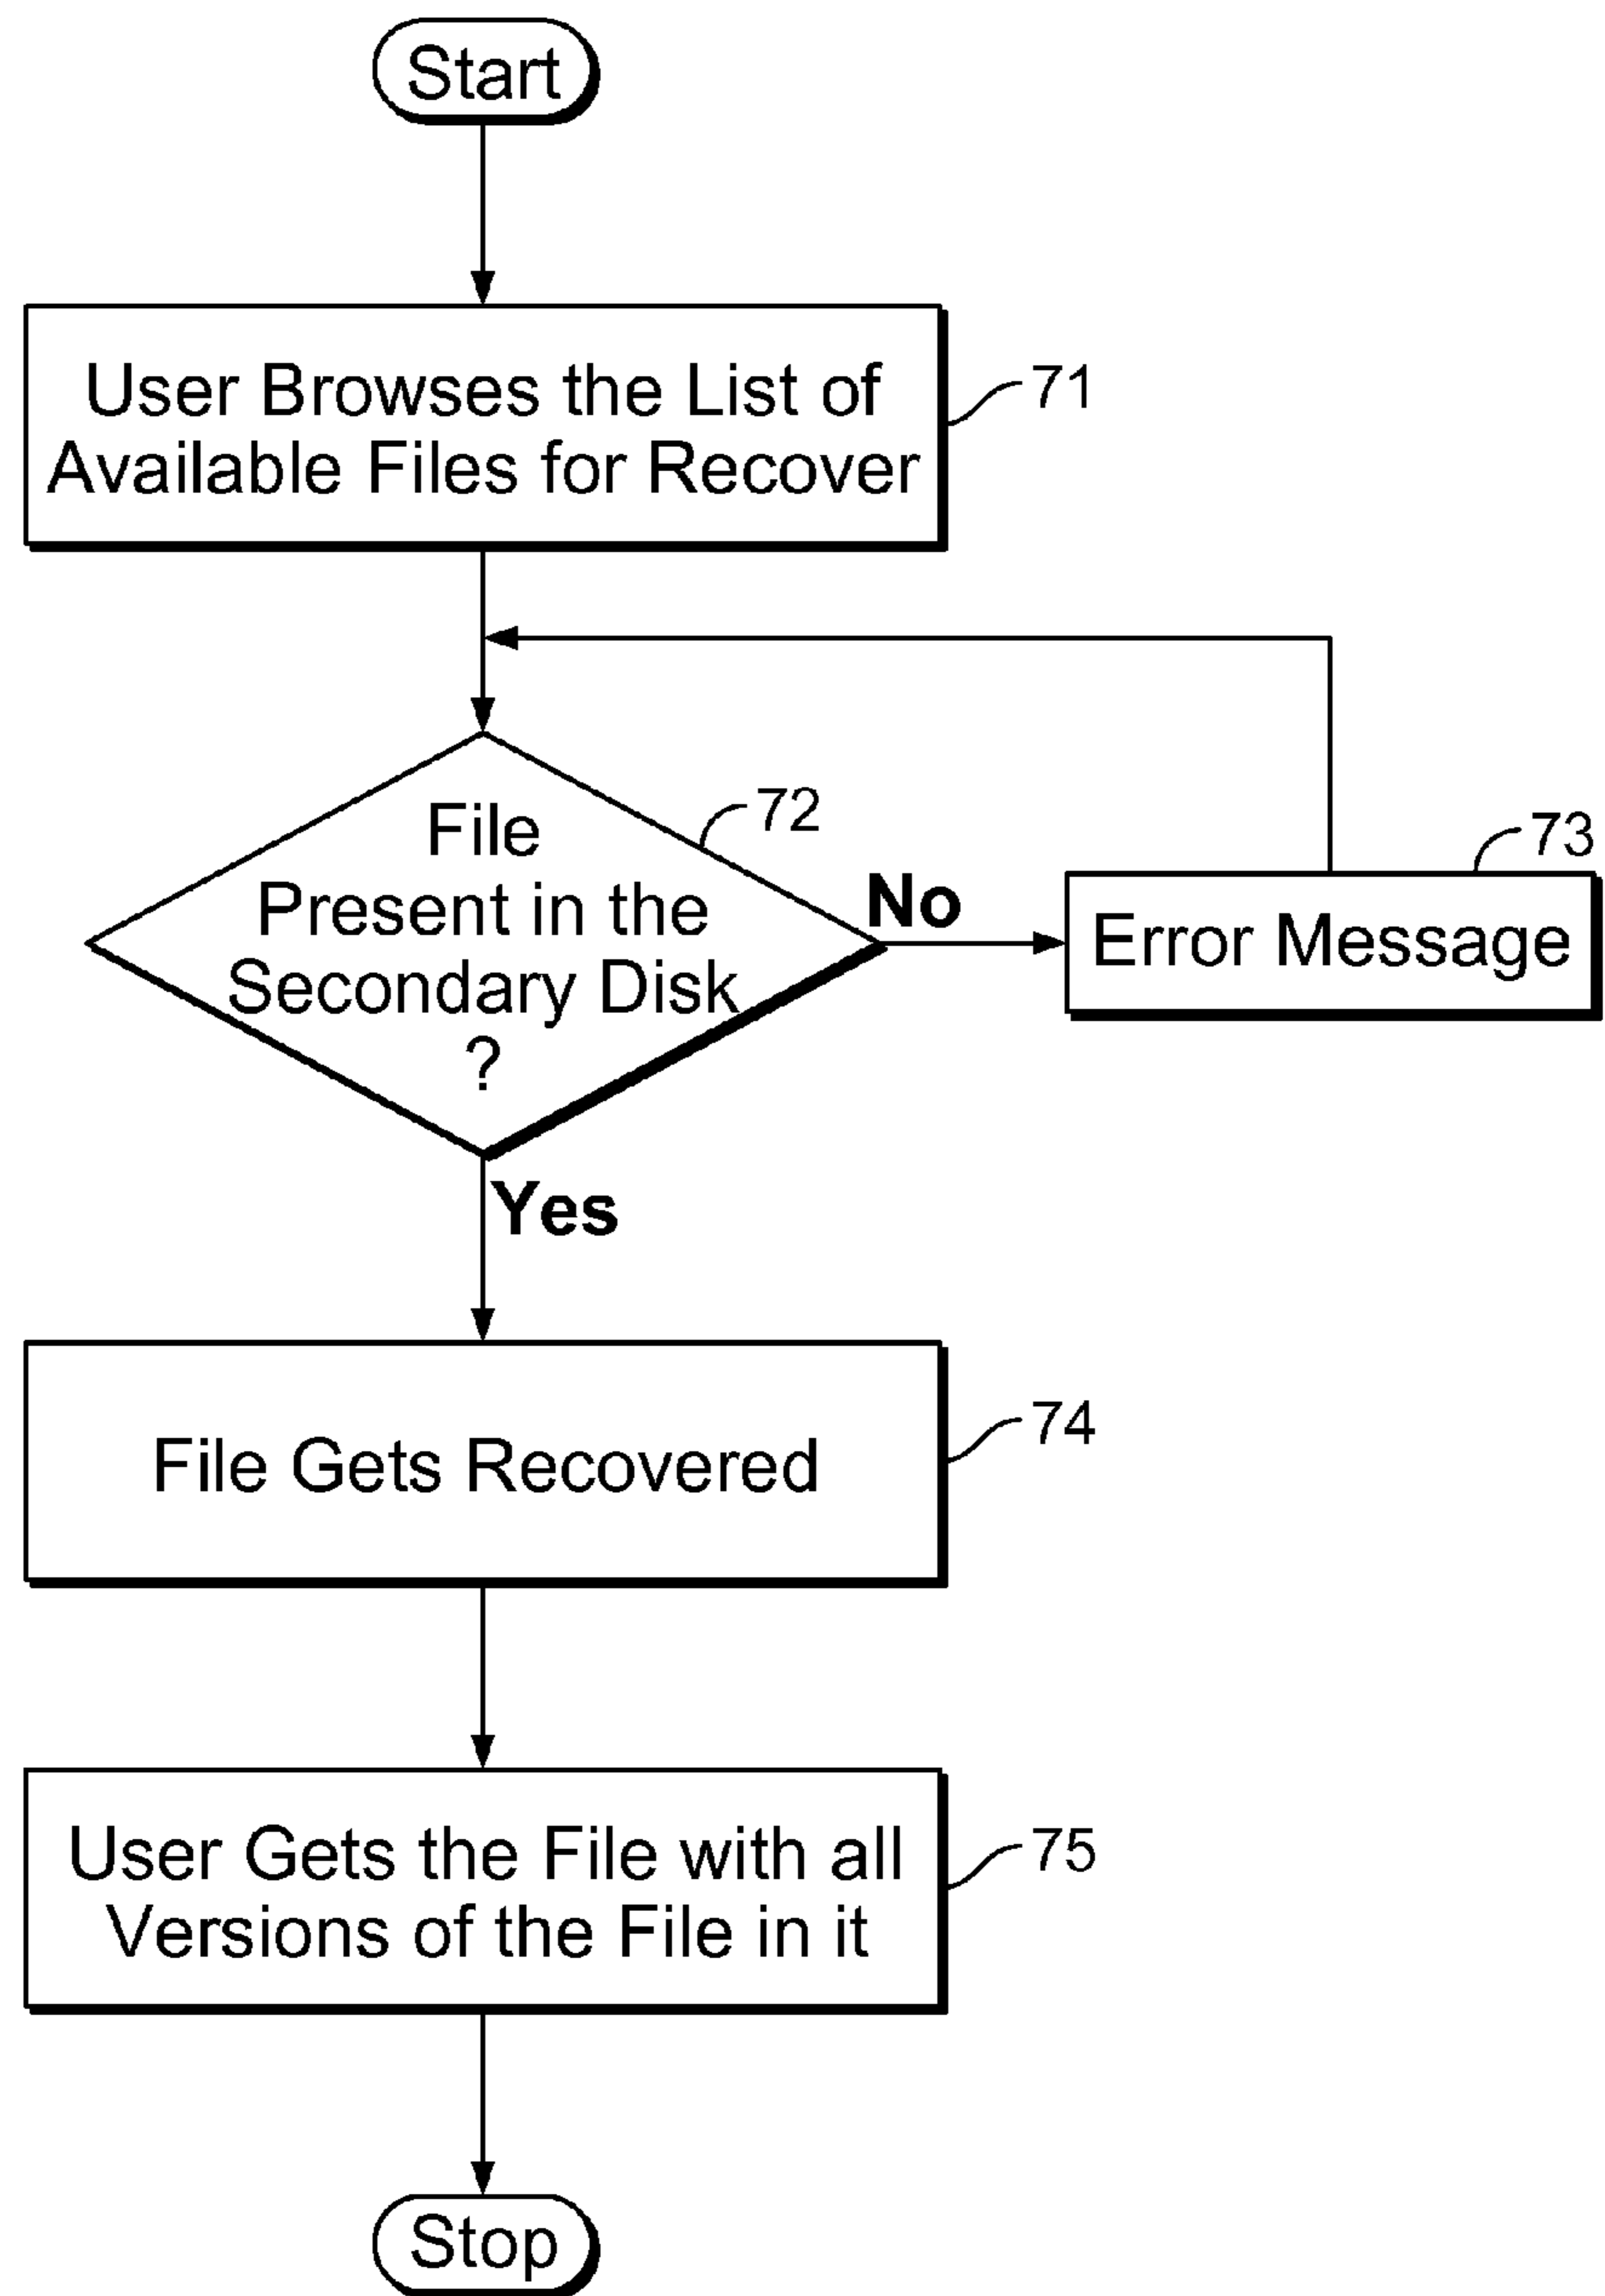 Start
User Browses the List of
Available Files for Recover
71
File
Present in the
Secondary Disk
?
72
No
Error Message
73
Yes
File Gets Recovered
74
User Gets the File with all
Versions of the File in it
75
Stop